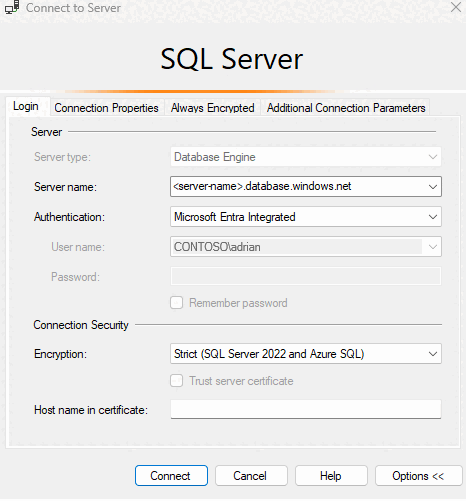 Connect to Server
SQL Server
Login Connection Properties Always Encrypted Additional Connection Parameters
Server
Server type: Database Engine
Server name: <server-name>.database.windows.net
Authentication: Microsoft Entra Integrated
User name: CONTOSO\adrian
Password:
Remember password
Connection Security
Encryption: Strict (SQL Server 2022 and Azure SQL)
Trust server certificate
Host name in certificate:
Connect Cancel Help Options <<